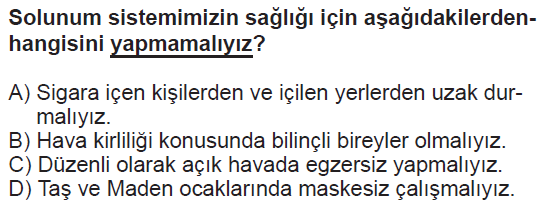 Solunum sistemimizin sağlığı için aşağıdakilerden-
hangisini yapmamalıyız?
A) Sigara içen kişilerden ve içilen yerlerden uzak dur-
malıyız.
B) Hava kirliliği konusunda bilinçli bireyler olmalıyız.
C) Düzenli olarak açık havada egzersiz yapmalıyız.
D) Taş ve Maden ocaklarında maskesiz çalışmalıyız.